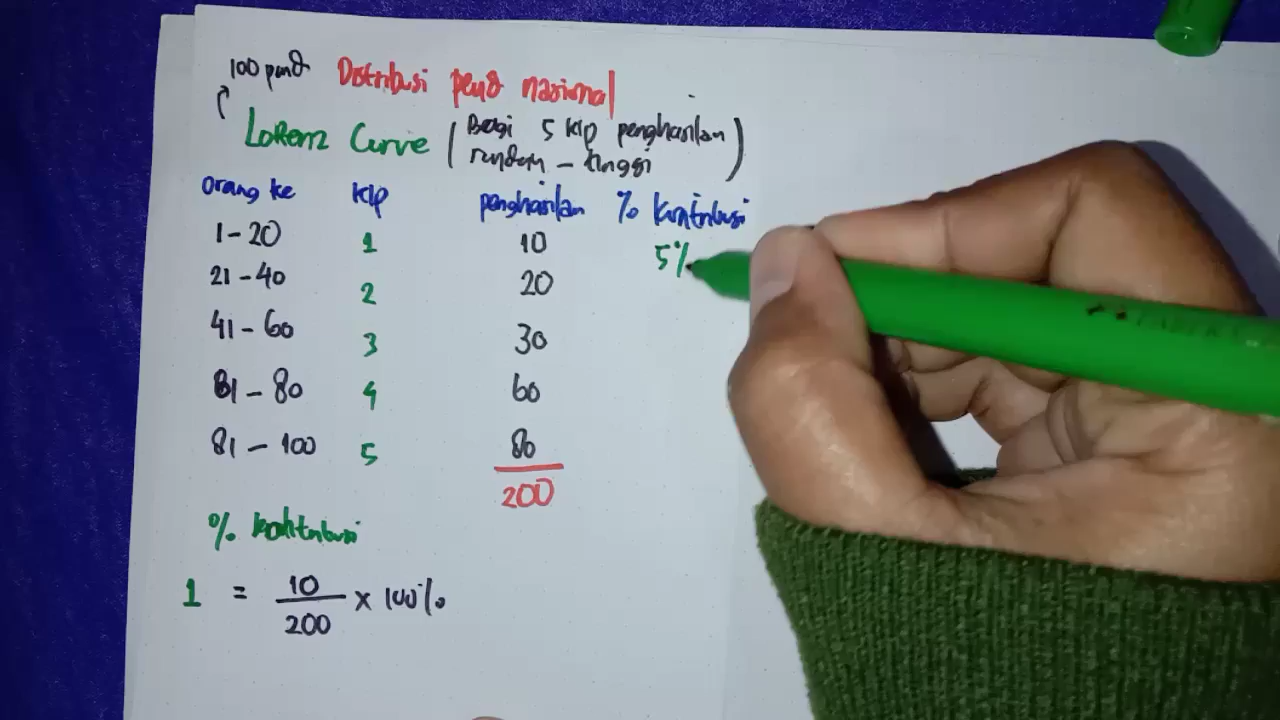 100 pend Distribusi pend nasional
Lorenz Curve ( Bagi 5 klp penghasilan
rendah - tinggi )
Orang ke klp penghasilan % kontribusi
1 - 20 1 10 5%
21 - 40 2 20
41 - 60 3 30
81 - 80 4 60
81 - 100 5 80
200
% kontribusi
1 = 10/200 x 100%